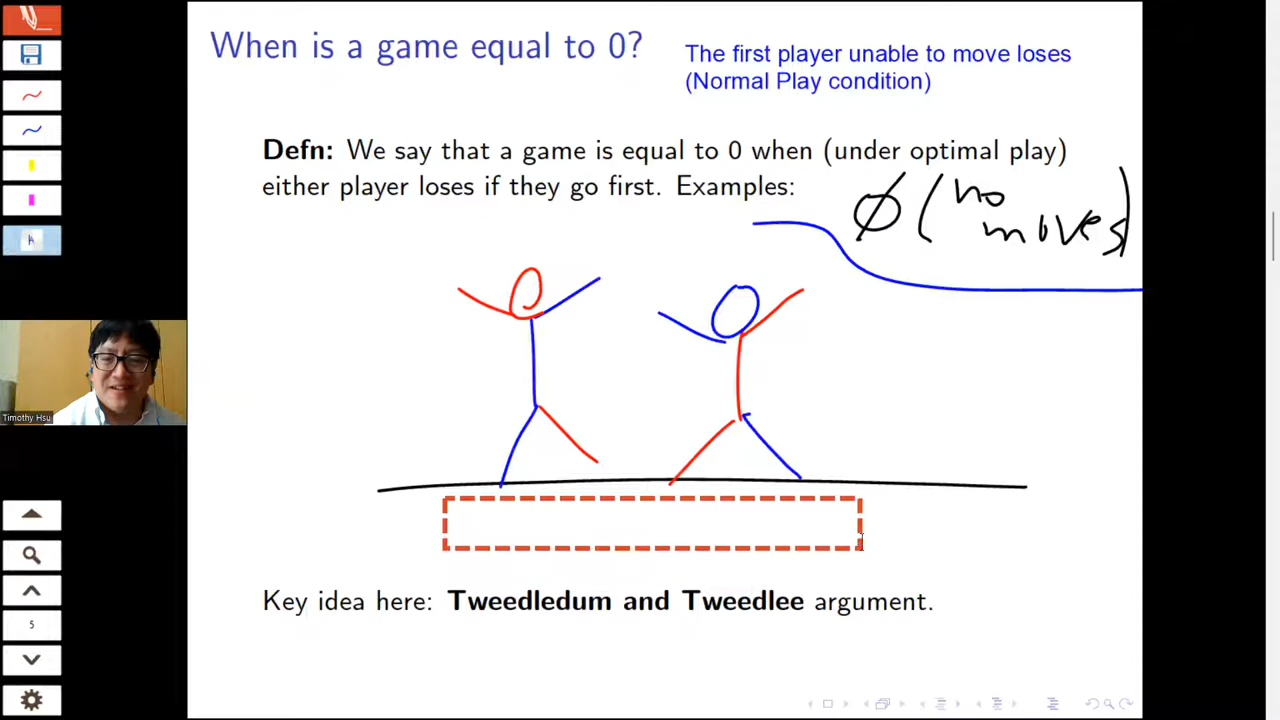 When is a game equal to 0?
The first player unable to move loses
(Normal Play condition)
Defn: We say that a game is equal to 0 when (under optimal play)
either player loses if they go first. Examples:
∅ (no
moves)
Timothy Hsu
Key idea here: Tweedledum and Tweedlee argument.
5